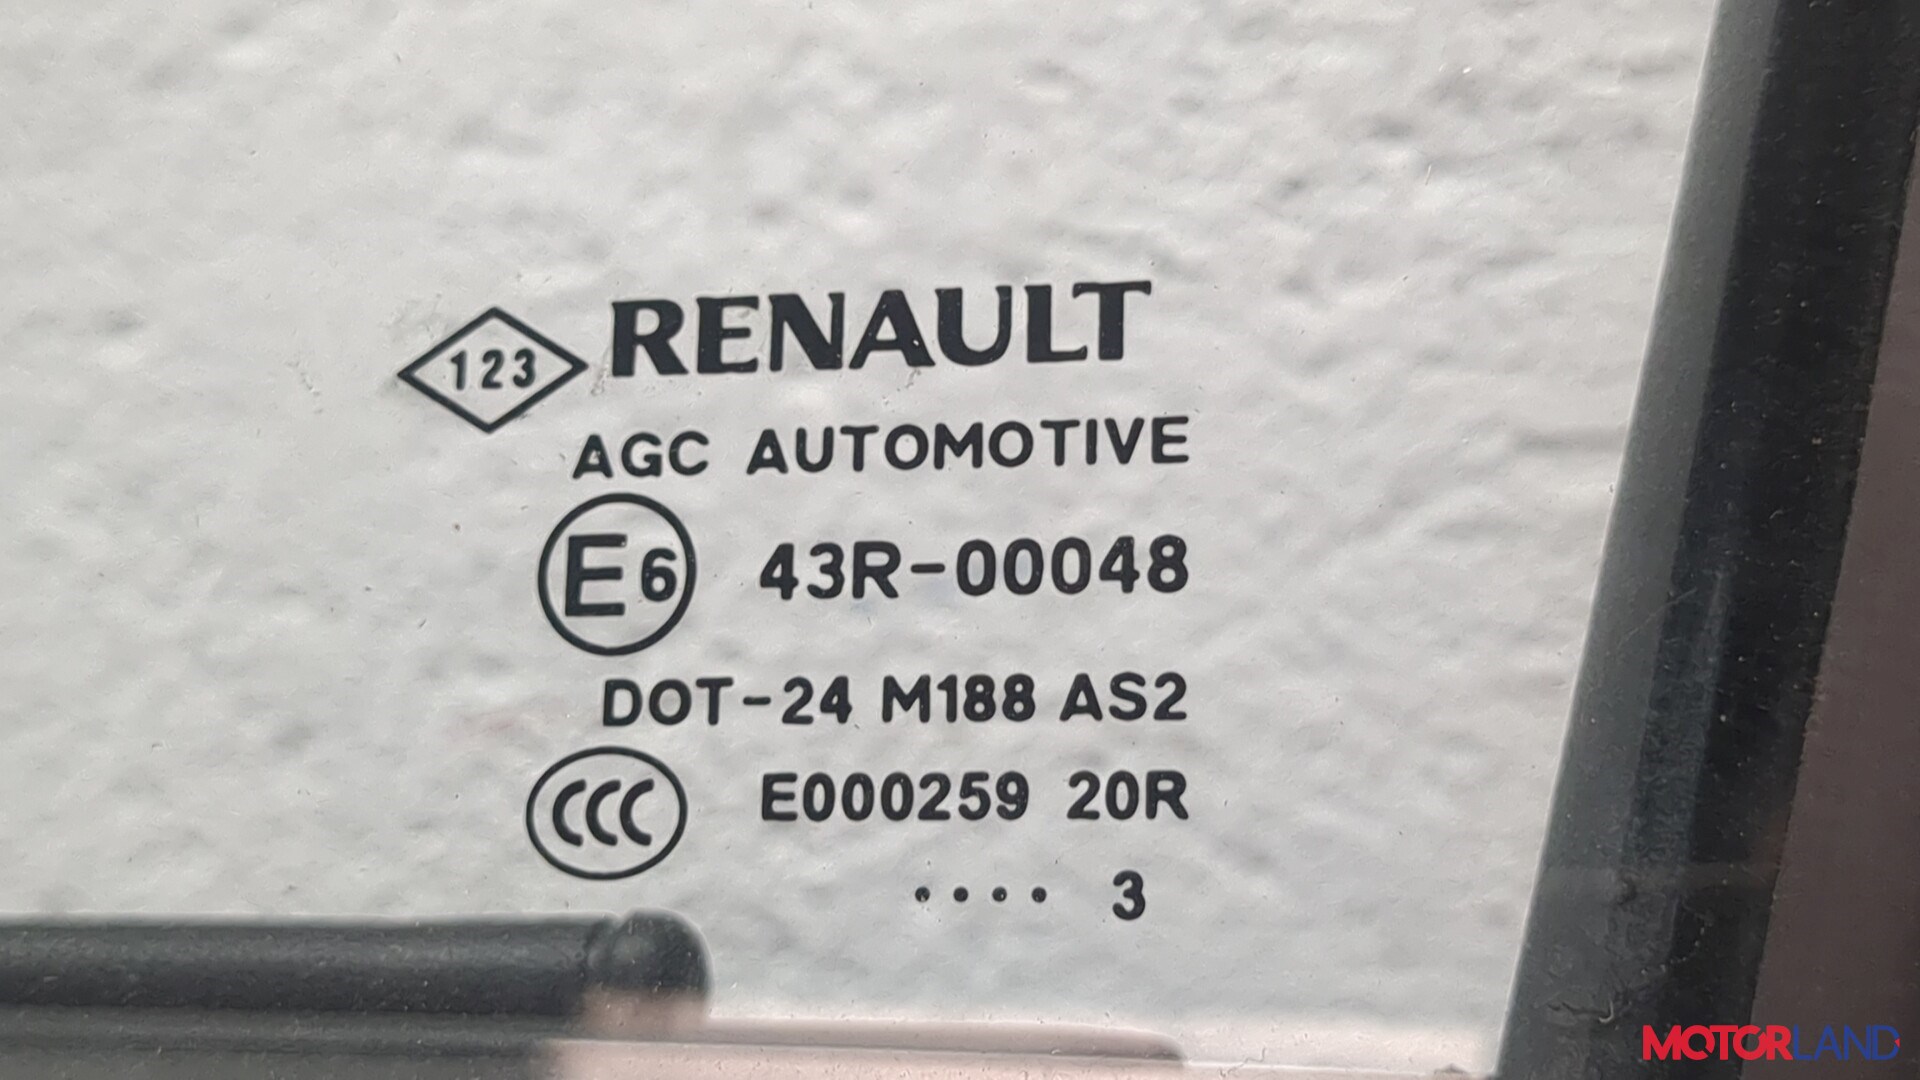 123 RENAULT
AGC AUTOMOTIVE
E6 43R-00048
DOT-24 M188 AS2
CCC E000259 20R
.... 3
MOTORLAND